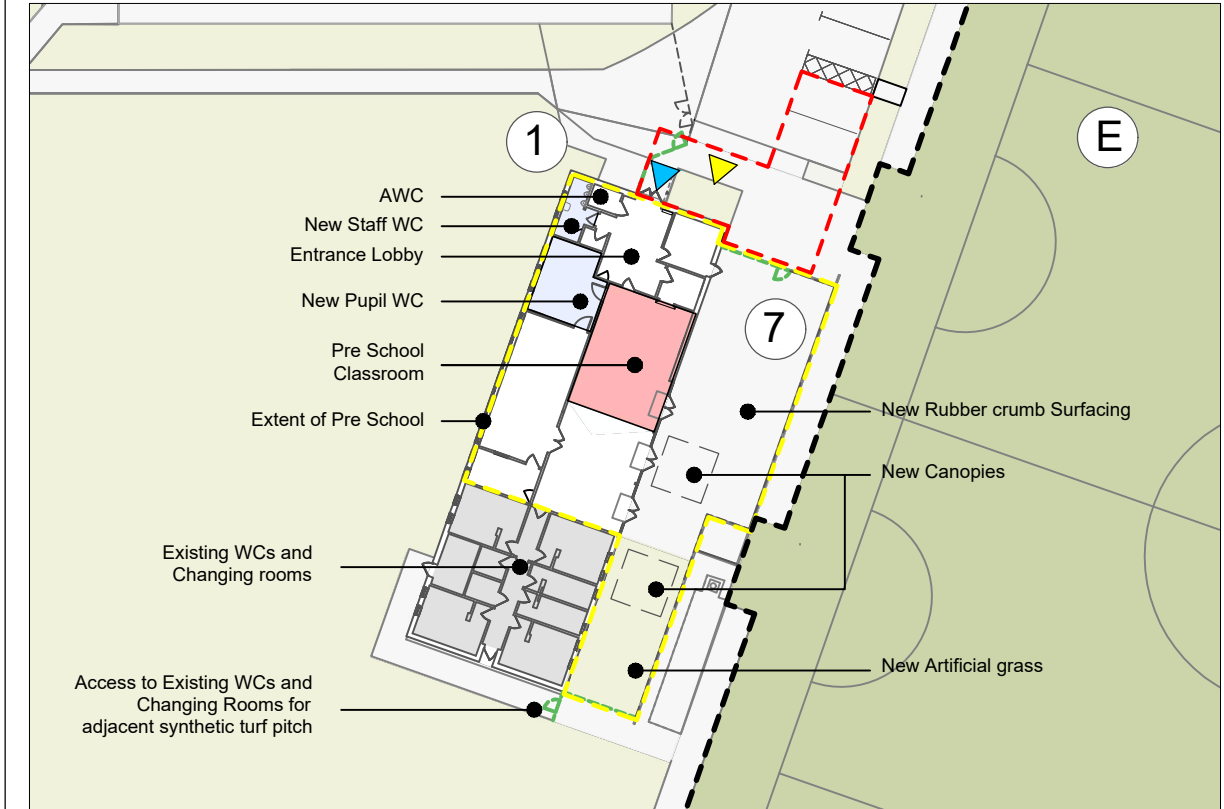 E
1
AWC
New Staff WC
Entrance Lobby
New Pupil WC
7
Pre School
Classroom
Extent of Pre School
New Rubber crumb Surfacing
New Canopies
Existing WCs and
Changing rooms
New Artificial grass
Access to Existing WCs and
Changing Rooms for
adjacent synthetic turf pitch